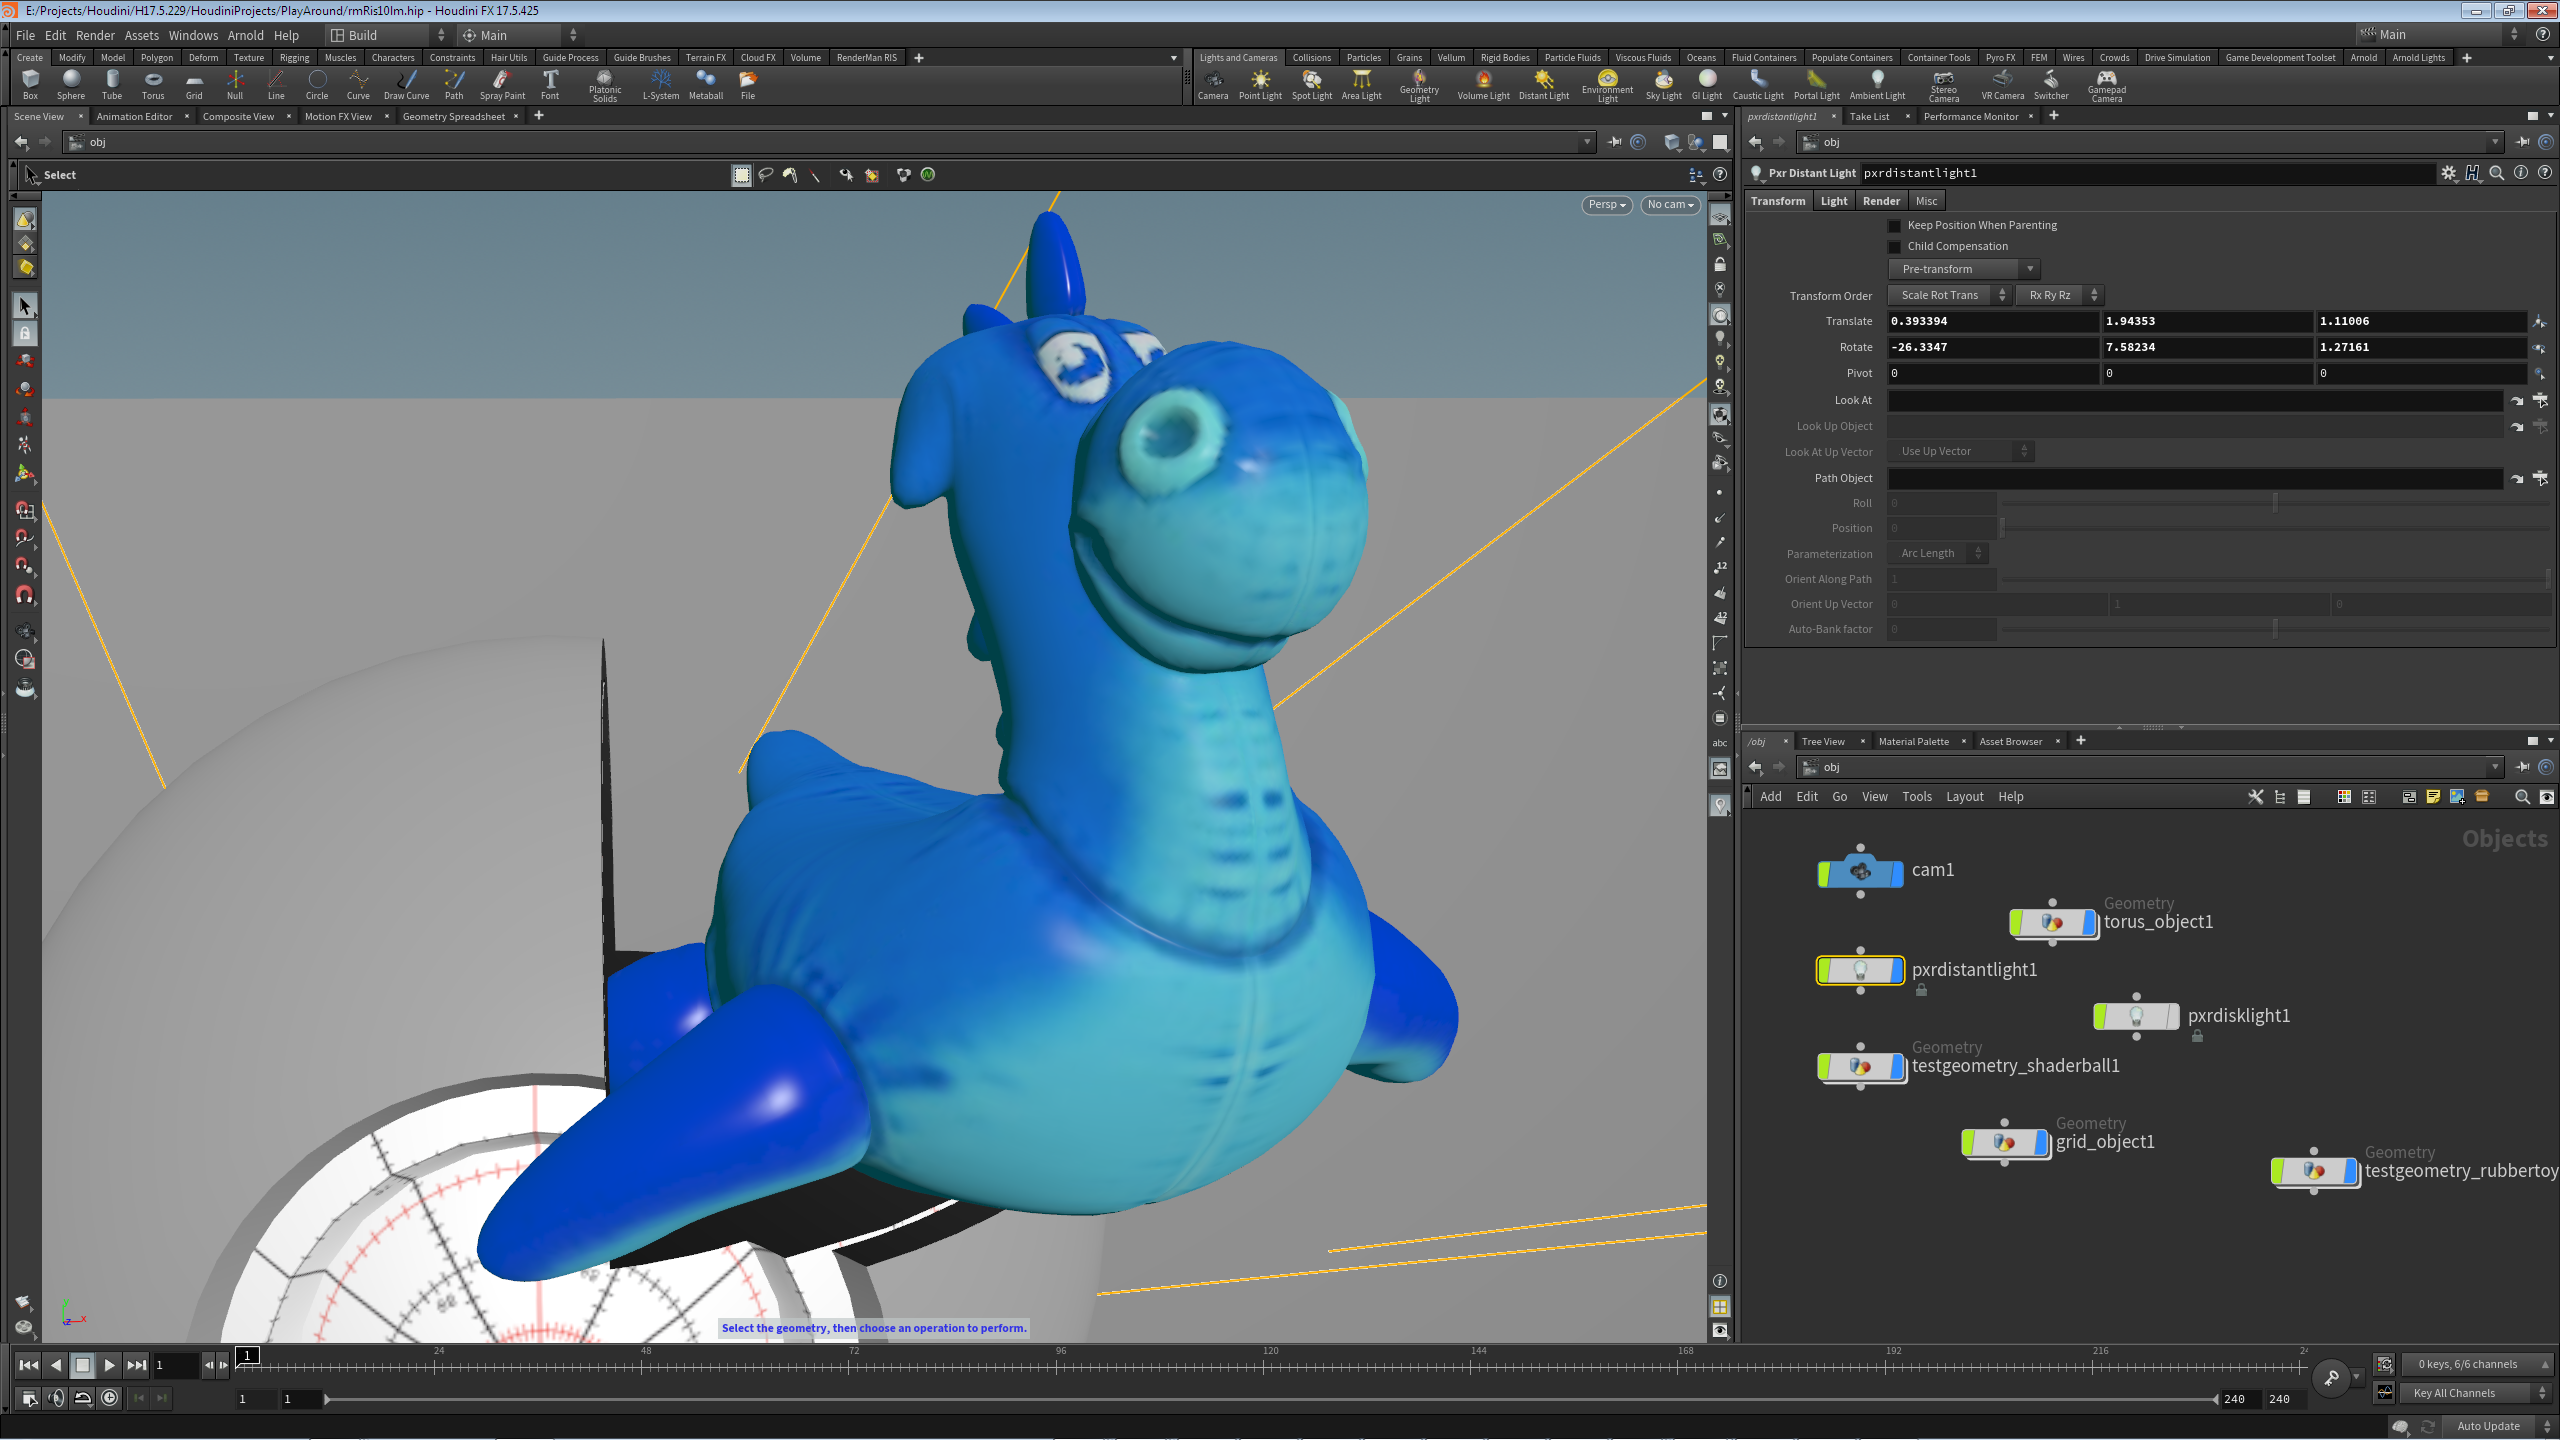 E:/Projects/Houdini/H17.5.229/HoudiniProjects/PlayAround/rmRis10Im.hip - Houdini FX 17.5.425
File Edit Render Assets Windows Arnold Help Build Main Main
Create Modify Model Polygon Deform Texture Rigging Muscles Characters Constraints Hair Utils Guide Process Guide Brushes Terrain FX Cloud FX Volume RenderMan RIS
Box Sphere Tube Torus Grid Null Line Circle Curve Draw Curve Path Spray Paint Font Platonic Solids L-System Metaball File
Lights and Cameras Collisions Particles Grains Vellum Rigid Bodies Particle Fluids Viscous Fluids Oceans Fluid Containers Populate Containers Container Tools Pyro FX FEM Wires Crowds Drive Simulation Game Development Toolset Arnold Arnold Lights
Camera Point Light Spot Light Area Light Geometry Light Volume Light Distant Light Environment Light Sky Light GI Light Caustic Light Portal Light Ambient Light Stereo Camera VR Camera Switcher Gamepad Camera
Scene View Animation Editor Composite View Motion FX View Geometry Spreadsheet
obj
Select
Persp No cam
12
12
abc
Select the geometry, then choose an operation to perform.
pxrdistantlight1 Take List Performance Monitor
obj
Pxr Distant Light pxrdistantlight1
Transform Light Render Misc
Keep Position When Parenting
Child Compensation
Pre-transform
Transform Order Scale Rot Trans Rx Ry Rz
Translate 0.393394 1.94353 1.11006
Rotate -26.3347 7.58234 1.27161
Pivot 0 0 0
Look At
Look Up Object
Look At Up Vector Use Up Vector
Path Object
Roll 0
Position 0
Parameterization Arc Length
Orient Along Path 1
Orient Up Vector 0 1 0
Auto-Bank factor 0
/obj Tree View Material Palette Asset Browser
obj
Add Edit Go View Tools Layout Help
Objects
cam1
Geometry
torus_object1
pxrdistantlight1
pxrdisklight1
Geometry
testgeometry_shaderball1
Geometry
grid_object1
Geometry
testgeometry_rubbertoy
1 1 24 48 72 96 120 144 168 192 216 24
0 keys, 6/6 channels
1 1 240 240
Key All Channels
Auto Update